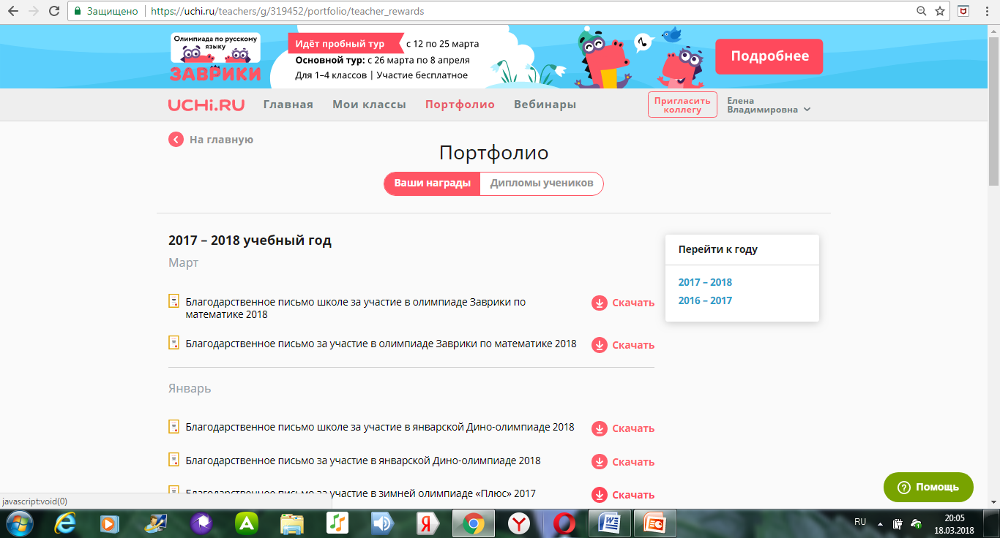 Защищено
https://uchi.ru/teachers/g/319452/portfolio/teacher_rewards
Олимпиада по русскому
языку
ЗАВРИКИ
Идёт пробный тур с 12 по 25 марта
Основной тур: с 26 марта по 8 апреля
Для 1–4 классов | Участие бесплатное
Подробнее
UCHi.RU
Главная
Мои классы
Портфолио
Вебинары
Пригласить
коллегу
Елена
Владимировна
На главную
Портфолио
Ваши награды
Дипломы учеников
2017 – 2018 учебный год
Март
Благодарственное письмо школе за участие в олимпиаде Заврики по
математике 2018
Скачать
Благодарственное письмо за участие в олимпиаде Заврики по математике 2018
Скачать
Январь
Благодарственное письмо школе за участие в январской Дино-олимпиаде 2018
Скачать
Благодарственное письмо за участие в январской Дино-олимпиаде 2018
Скачать
Благодарственное письмо за участие в зимней олимпиаде «Плюс» 2017
Скачать
Перейти к году
2017 – 2018
2016 – 2017
Помощь
javascript:void(0)
RU
20:05
18.03.2018